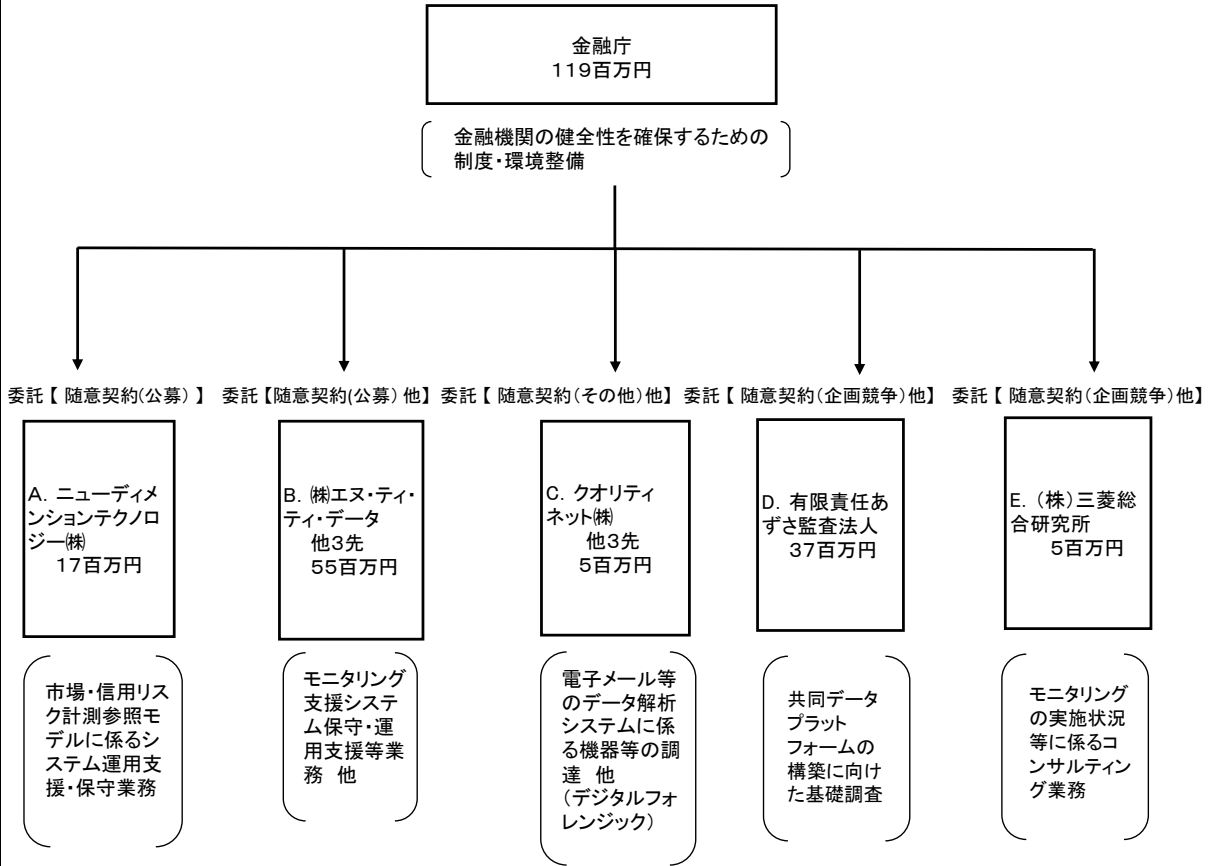 金融庁
119百万円
金融機関の健全性を確保するための
制度・環境整備
委託【 随意契約(公募) 】
委託【随意契約(公募) 他】
委託【 随意契約(その他)他】
委託【 随意契約(企画競争)他】
委託【 随意契約(企画競争)他】
A. ニューディメ
ンションテクノロ
ジー㈱
17百万円
B. ㈱エヌ・ティ・
ティ・データ
他3先
55百万円
C. クオリティ
ネット㈱
他3先
5百万円
D. 有限責任あ
ずさ監査法人
37百万円
E. (株)三菱総
合研究所
5百万円
市場・信用リス
ク計測参照モ
デルに係るシ
ステム運用支
援・保守業務
モニタリング
支援システ
ム保守・運
用支援等業
務 他
電子メール等
のデータ解析
システムに係
る機器等の調
達 他
(デジタルフォ
レンジック)
共同データ
プラット
フォームの
構築に向け
た基礎調査
モニタリング
の実施状況
等に係るコ
ンサルティン
グ業務